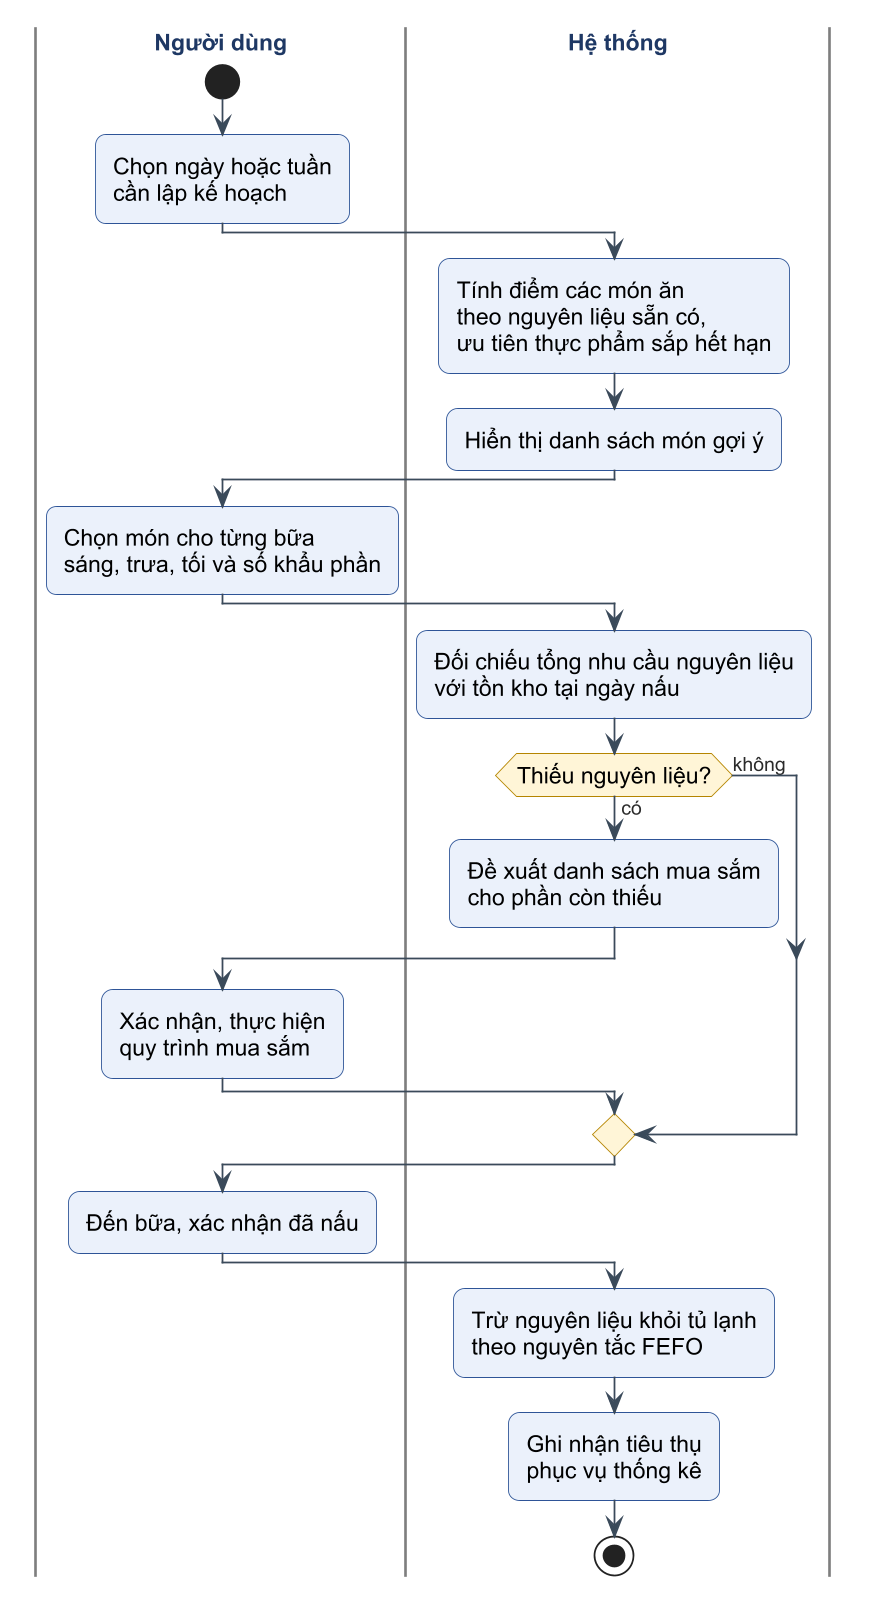 Người dùng
Hệ thống
Chọn ngày hoặc tuần
cần lập kế hoạch
Tính điểm các món ăn
theo nguyên liệu sẵn có,
ưu tiên thực phẩm sắp hết hạn
Hiển thị danh sách món gợi ý
Chọn món cho từng bữa
sáng, trưa, tối và số khẩu phần
Đối chiếu tổng nhu cầu nguyên liệu
với tồn kho tại ngày nấu
Thiếu nguyên liệu?
không
có
Đề xuất danh sách mua sắm
cho phần còn thiếu
Xác nhận, thực hiện
quy trình mua sắm
Đến bữa, xác nhận đã nấu
Trừ nguyên liệu khỏi tủ lạnh
theo nguyên tắc FEFO
Ghi nhận tiêu thụ
phục vụ thống kê